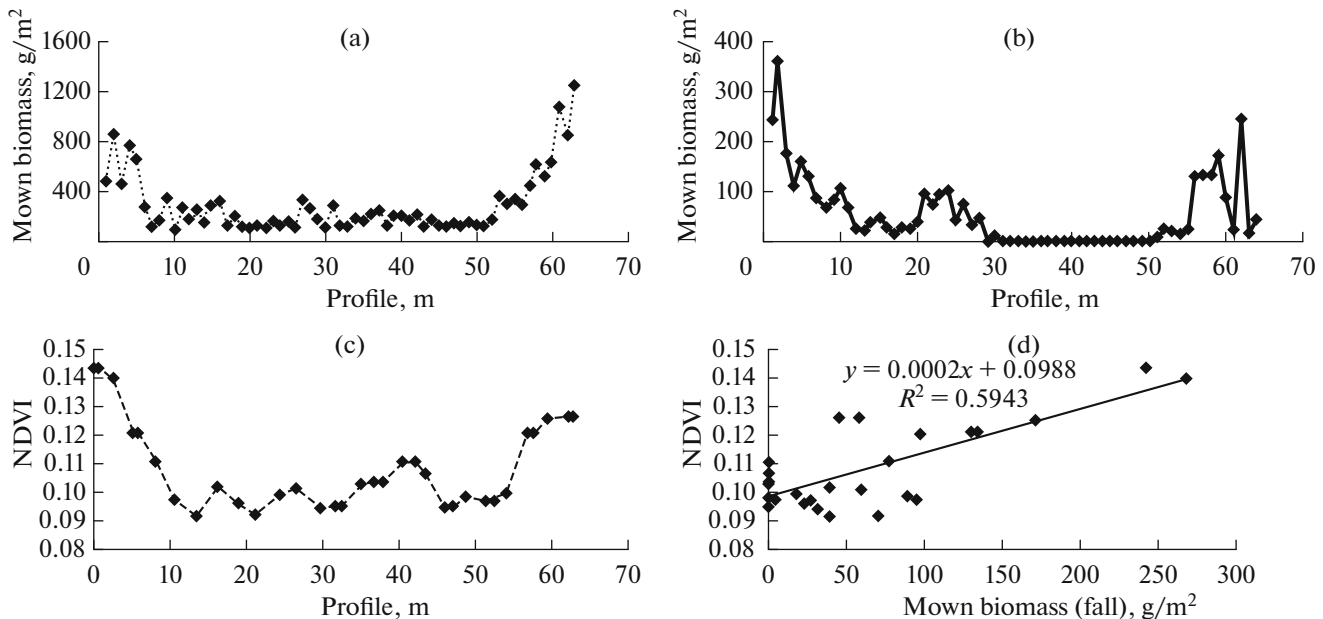 (a)
Mown biomass, g/m²
1600
1200
800
400
0 10 20 30 40 50 60 70
Profile, m
(b)
Mown biomass, g/m²
400
300
200
100
0 10 20 30 40 50 60 70
Profile, m
(c)
NDVI
0.15
0.14
0.13
0.12
0.11
0.10
0.09
0.08
0 10 20 30 40 50 60 70
Profile, m
(d)
y = 0.0002x + 0.0988
R² = 0.5943
NDVI
0.15
0.14
0.13
0.12
0.11
0.10
0.09
0.08
0 50 100 150 200 250 300
Mown biomass (fall), g/m²